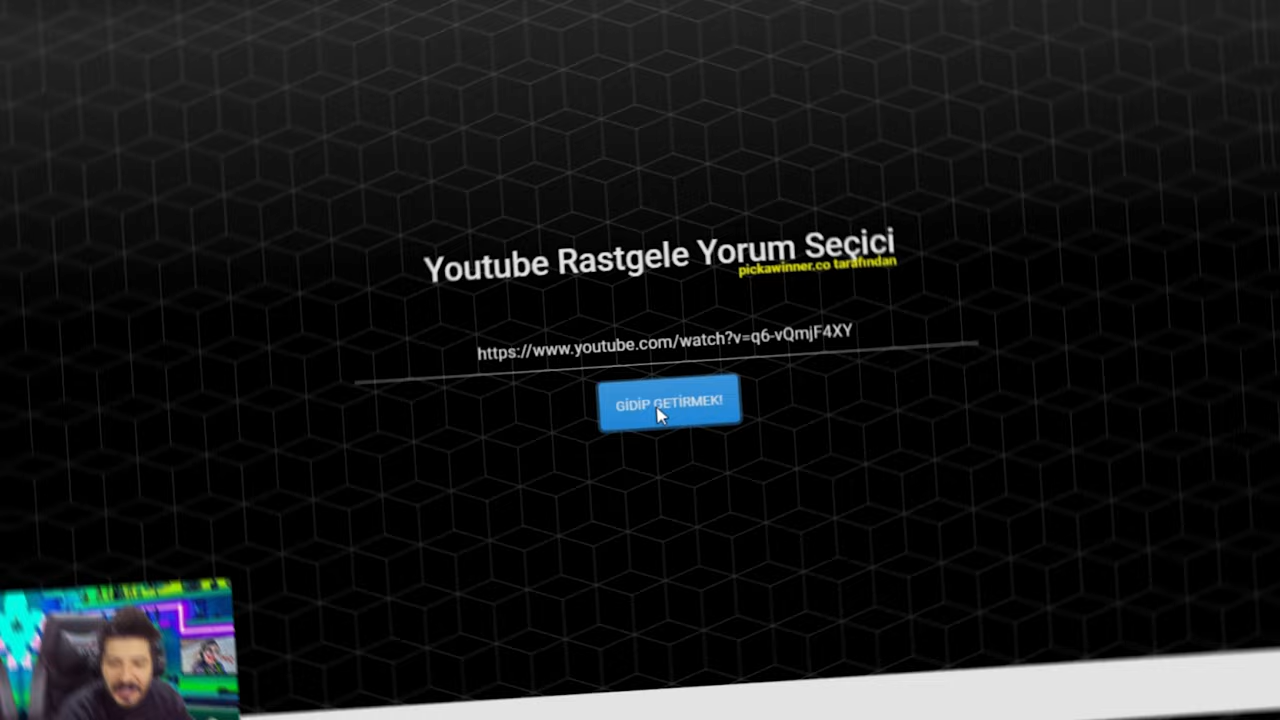 Youtube Rastgele Yorum Seçici
pickawinner.co tarafından
https://www.youtube.com/watch?v=q6-vQmjF4XY
GİDİP GETİRMEK!